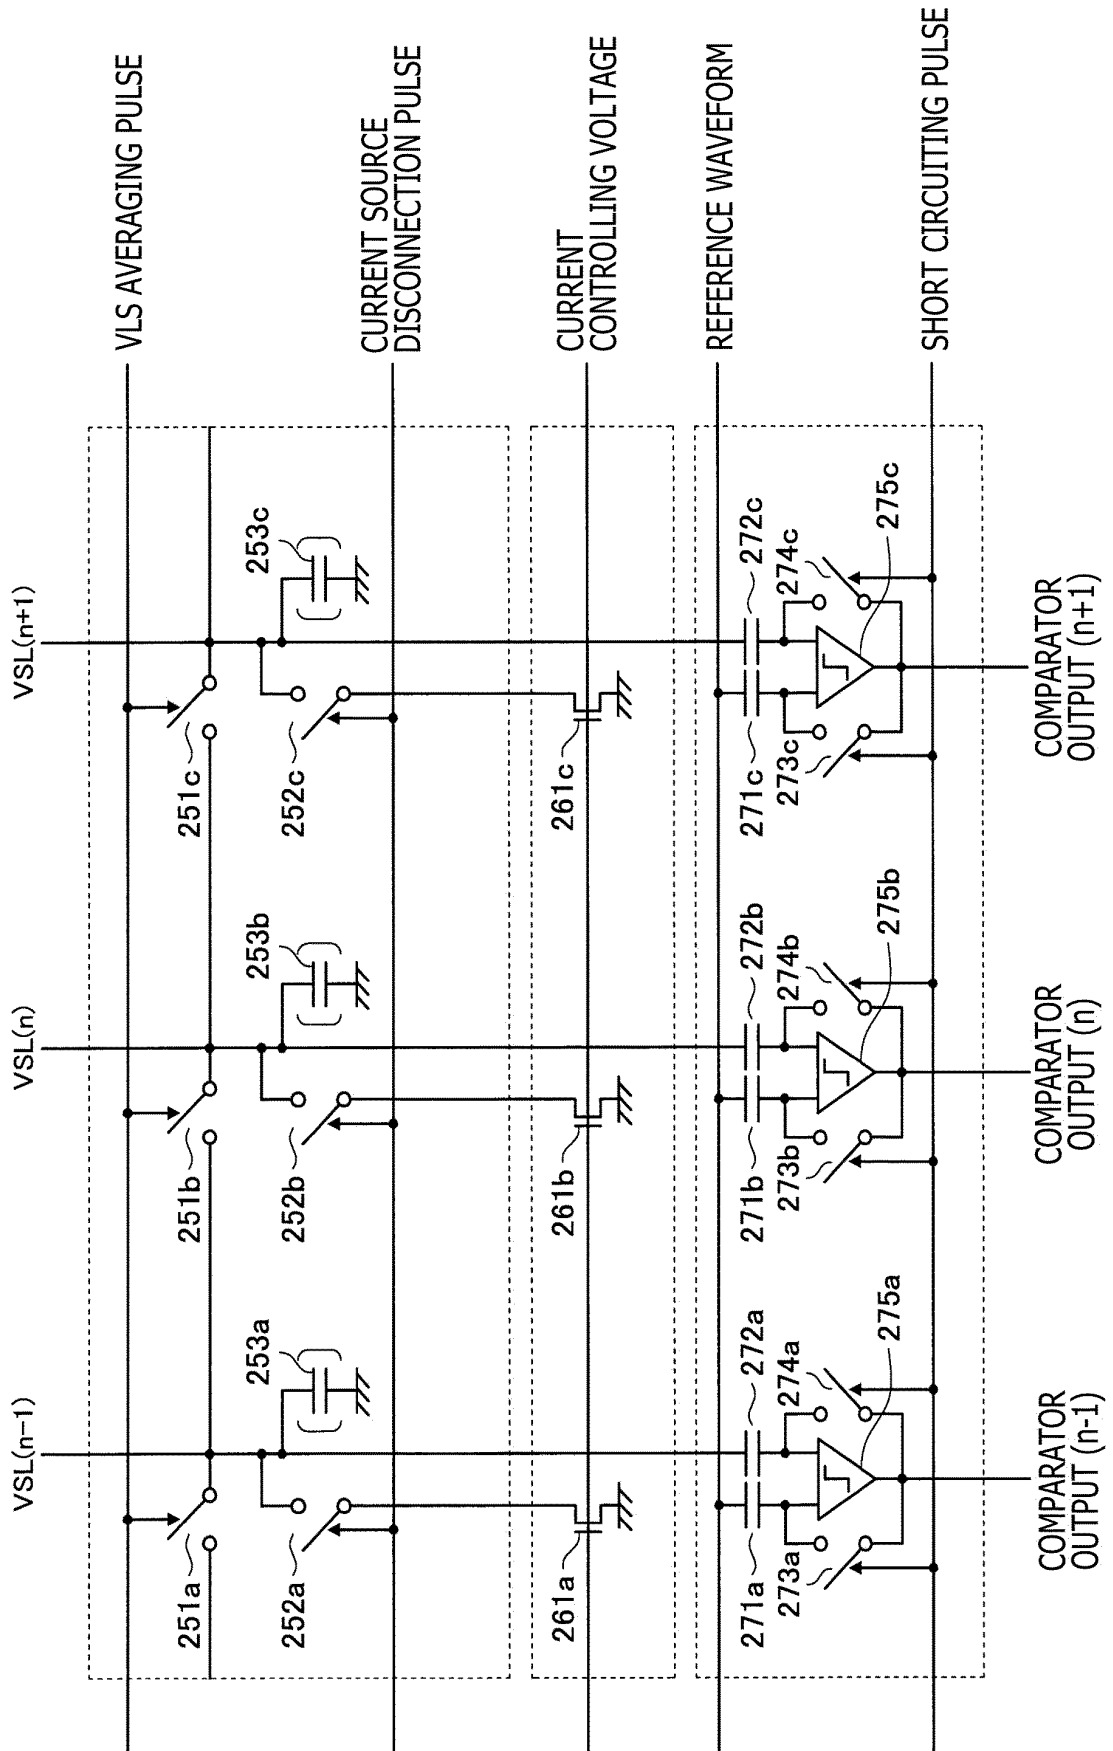 VLS AVERAGING PULSE
CURRENT SOURCE
DISCONNECTION PULSE
CURRENT
CONTROLLING VOLTAGE
REFERENCE WAVEFORM
SHORT CIRCUITING PULSE
VSL(n+1)
251c
252c
253c
261c
271c
272c
273c
274c
275c
COMPARATOR
OUTPUT (n+1)
VSL(n)
251b
252b
253b
261b
271b
272b
273b
274b
275b
COMPARATOR
OUTPUT (n)
VSL(n−1)
251a
252a
253a
261a
271a
272a
273a
274a
275a
COMPARATOR
OUTPUT (n-1)